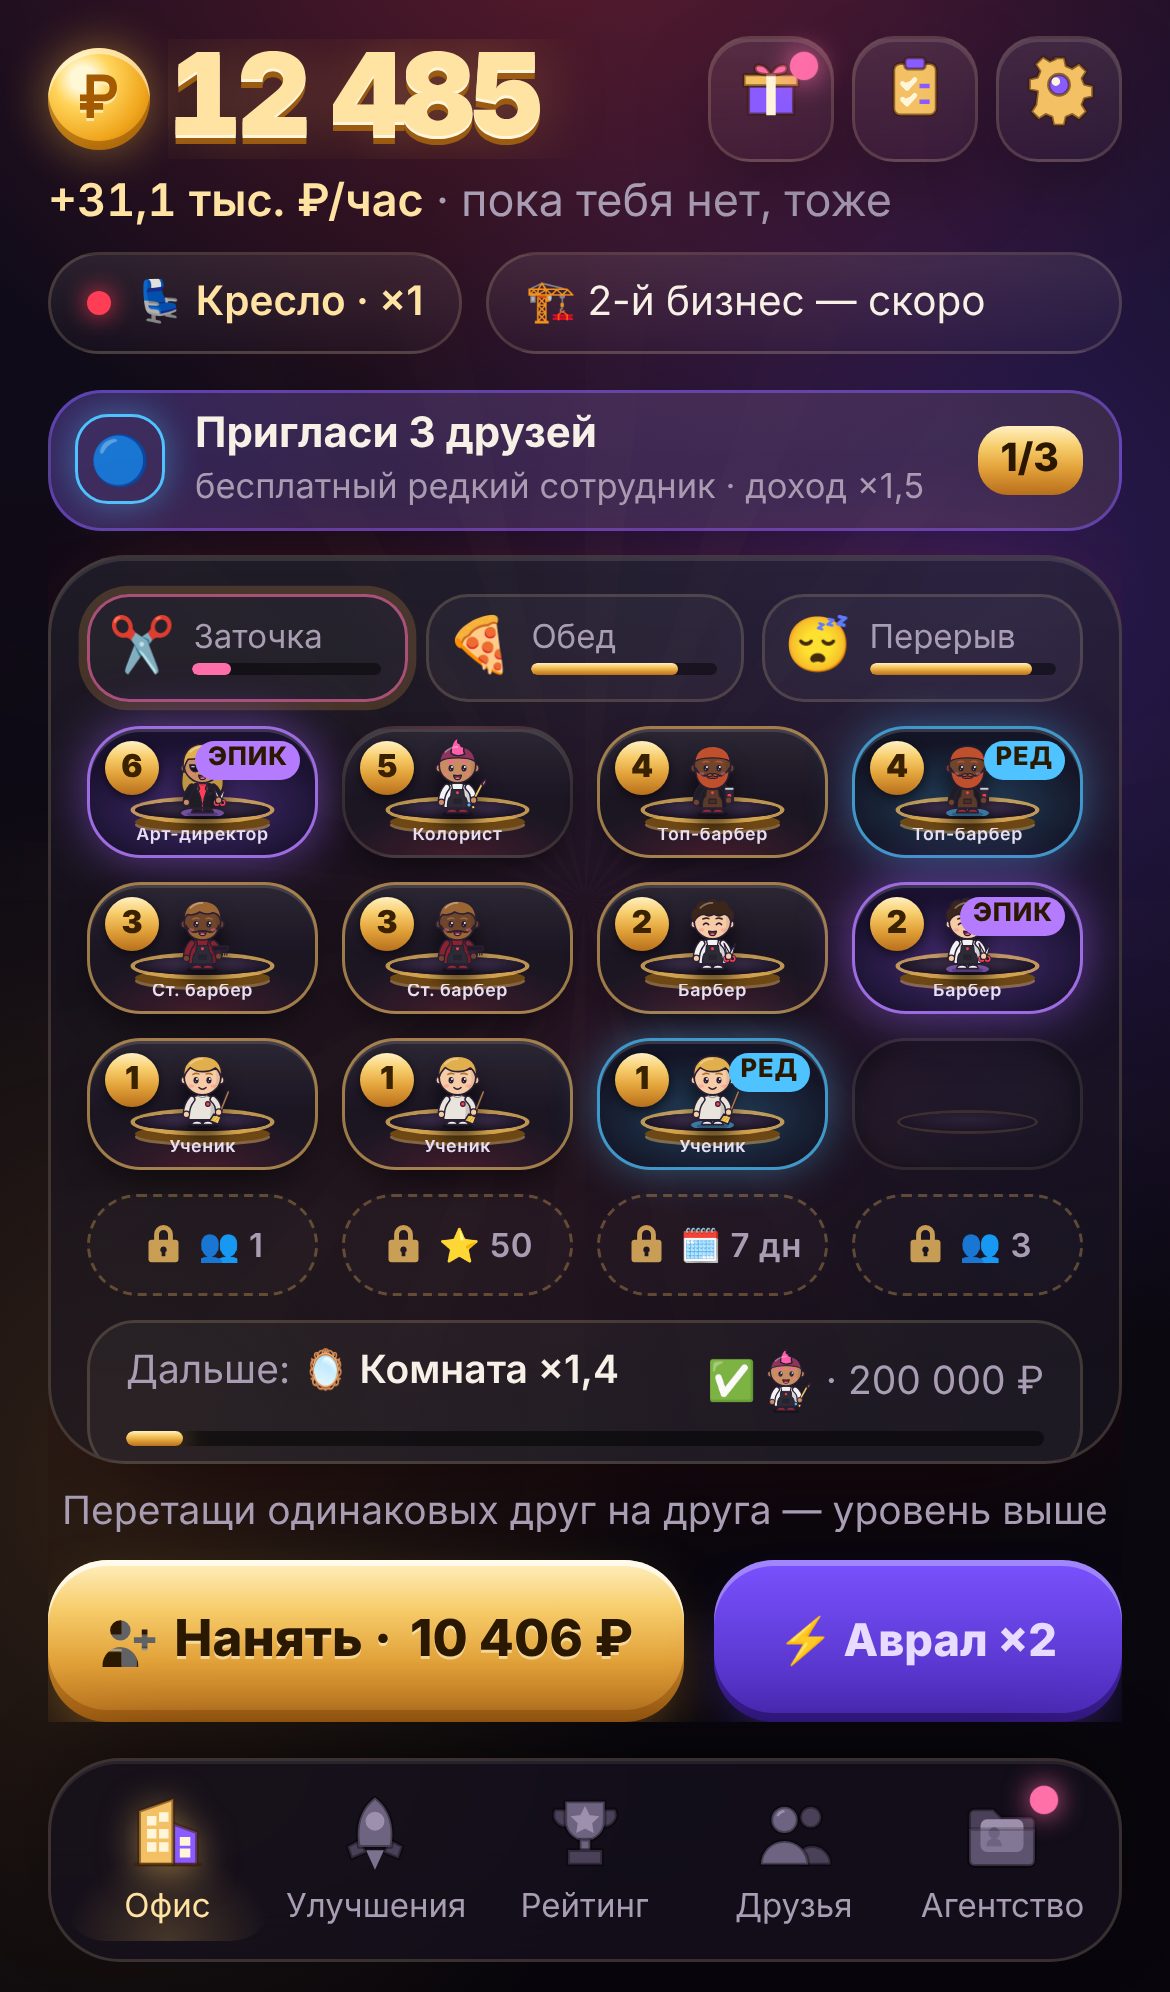 ₽ 12 485
+31,1 тыс. ₽/час · пока тебя нет, тоже
Кресло · ×1
2-й бизнес — скоро
Пригласи 3 друзей
бесплатный редкий сотрудник · доход ×1,5
1/3
Заточка
Обед
Перерыв
6 ЭПИК
Арт-директор
5
Колорист
4
Топ-барбер
4 РЕД
Топ-барбер
3
Ст. барбер
3
Ст. барбер
2
Барбер
2 ЭПИК
Барбер
1
Ученик
1
Ученик
1 РЕД
Ученик
1
50
7 дн
3
Дальше: Комната ×1,4
· 200 000 ₽
Перетащи одинаковых друг на друга — уровень выше
Нанять · 10 406 ₽
Аврал ×2
Офис
Улучшения
Рейтинг
Друзья
Агентство